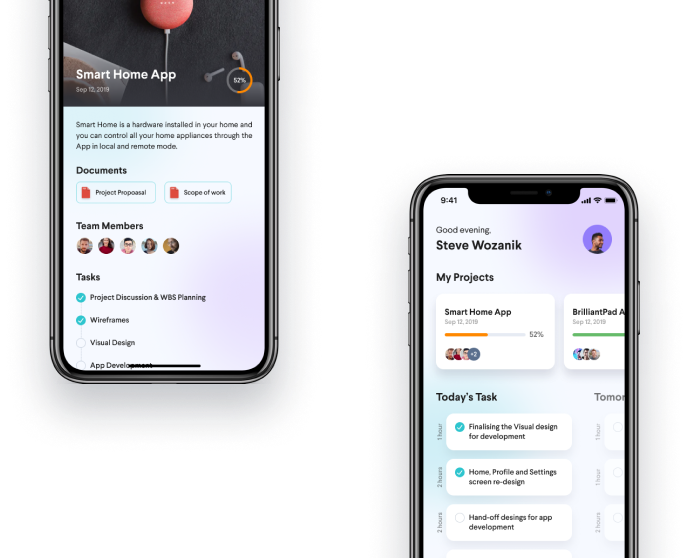 Smart Home App
Sep 12, 2019
52%
Smart Home is a hardware installed in your home and
you can control all your home appliances through the
App in local and remote mode.
Documents
Project Propoasal
Scope of work
Team Members
Tasks
Project Discussion & WBS Planning
Wireframes
Visual Design
App Development
9:41
Good evening,
Steve Wozanik
My Projects
Smart Home App
Sep 12, 2019
52%
+2
BrilliantPad A
Sep 12, 2019
Today's Task
Tomor
1 hour
Finalising the Visual design
for development
1 hour
2 hours
Home, Profile and Settings
screen re-design
1 hour
2 hours
Hand-off desings for app
development
2 hours